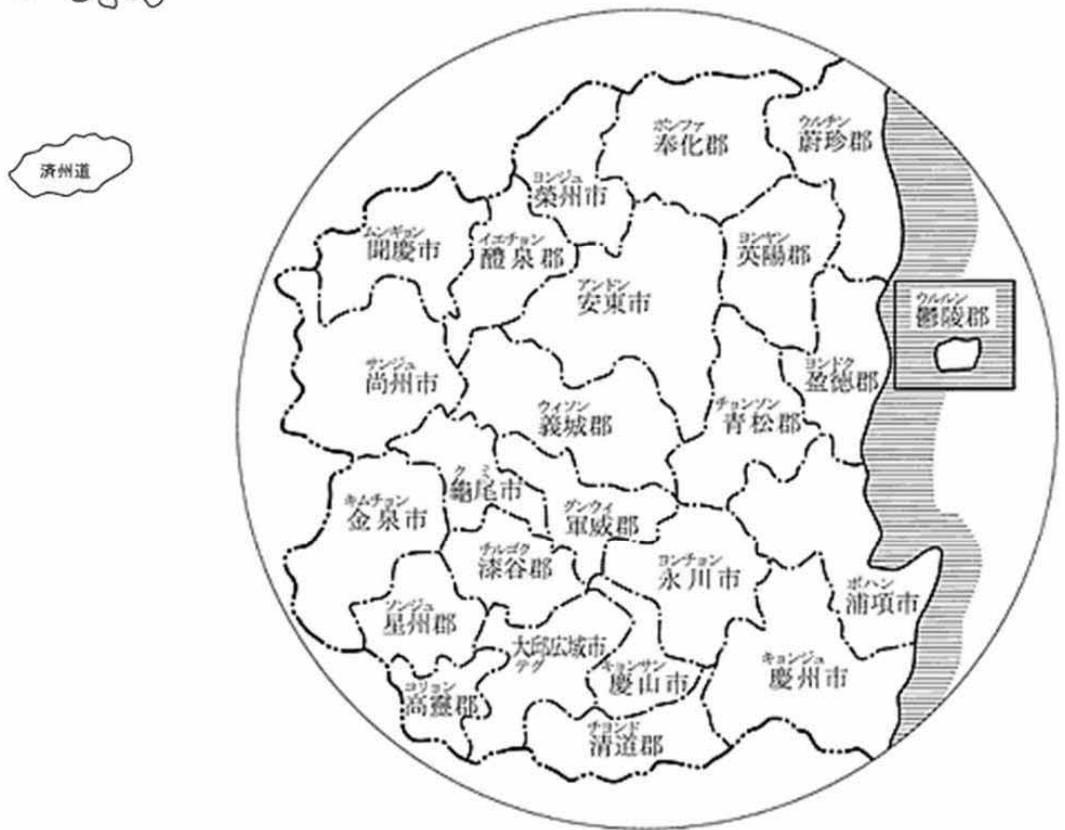 済州道
ボンファ
奉化郡
ウルチン
蔚珍郡
ヨンジュ
榮州市
ムンギョン
聞慶市
イエチョン
醴泉郡
ヨンヤン
英陽郡
アンドン
安東市
ウルルン
鬱陵郡
サンジュ
尚州市
ヨンドク
盈徳郡
ウィソン
義城郡
チョンソン
青松郡
クミ
龜尾市
キムチョン
金泉市
グンウィ
軍威郡
チルゴク
漆谷郡
ヨンチョン
永川市
ポハン
浦項市
ソンジュ
星州郡
大邱広域市
テグ
キョンサン
慶山市
キョンジュ
慶州市
コリョン
高靈郡
チョンド
清道郡